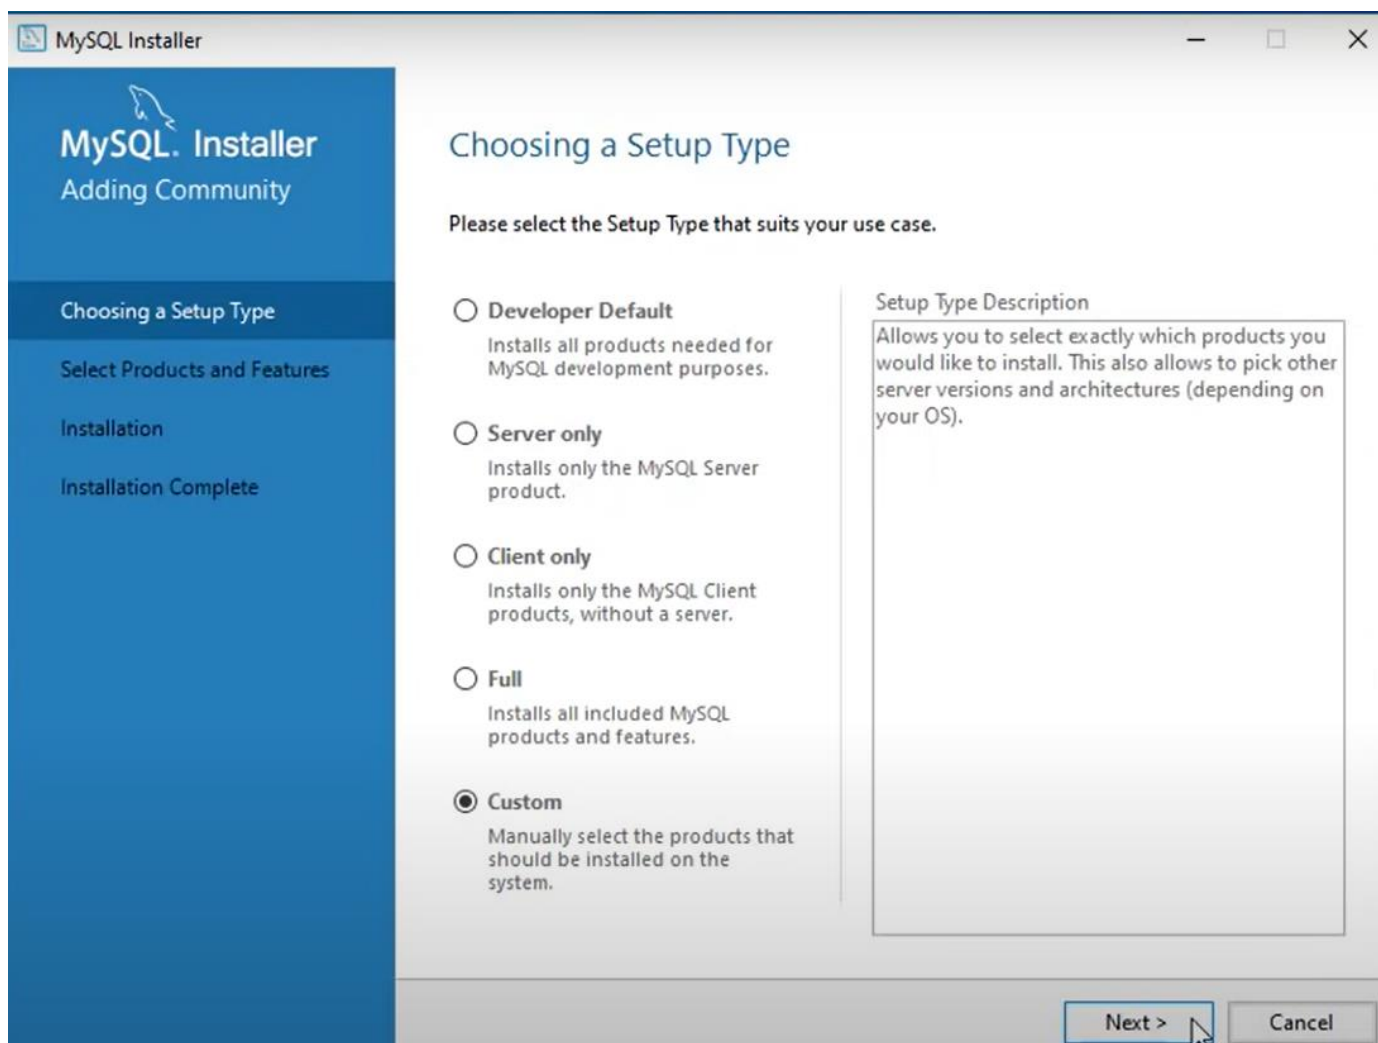 MySQL Installer
MySQL. Installer
Adding Community
Choosing a Setup Type
Select Products and Features
Installation
Installation Complete
Choosing a Setup Type
Please select the Setup Type that suits your use case.
Developer Default
Installs all products needed for
MySQL development purposes.
Server only
Installs only the MySQL Server
product.
Client only
Installs only the MySQL Client
products, without a server.
Full
Installs all included MySQL
products and features.
Custom
Manually select the products that
should be installed on the
system.
Setup Type Description
Allows you to select exactly which products you
would like to install. This also allows to pick other
server versions and architectures (depending on
your OS).
Next >
Cancel